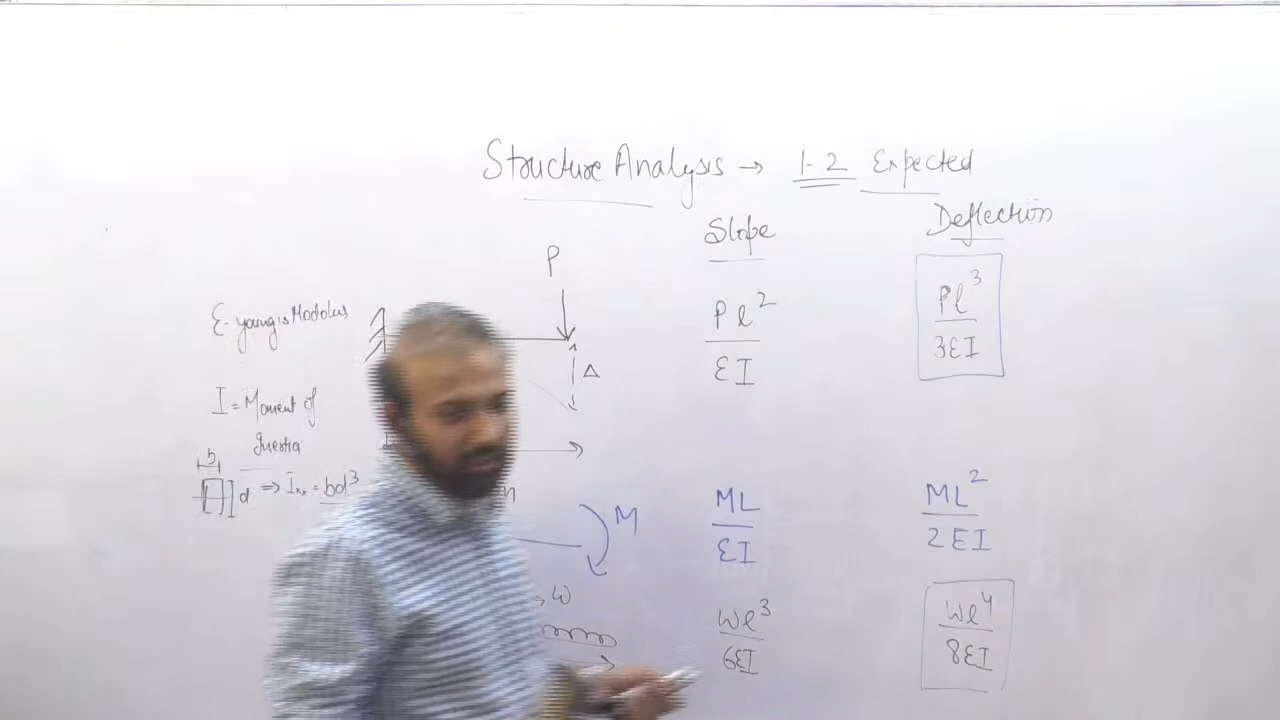 Structure Analysis → 1-2 Expected
Slope
Deflection
P
E- young's Modulus
Pl²
EI
Pl³
3EI
Δ
I = Moment of
Inertia
b
d ⇒ Ixx = bd³
M
ML
EI
ML²
2EI
w
Wl³
6EI
Wl⁴
8EI